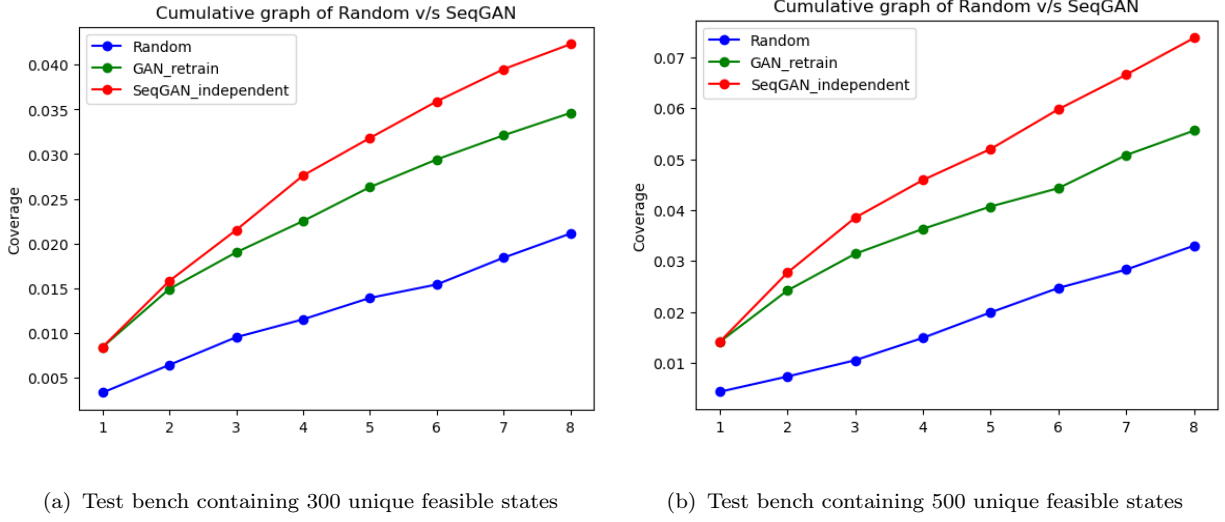 Cumulative graph of Random v/s SeqGAN
Random
GAN_retrain
SeqGAN_independent
Coverage
0.040
0.035
0.030
0.025
0.020
0.015
0.010
0.005
1 2 3 4 5 6 7 8
(a) Test bench containing 300 unique feasible states
Cumulative graph of Random v/s SeqGAN
Random
GAN_retrain
SeqGAN_independent
Coverage
0.07
0.06
0.05
0.04
0.03
0.02
0.01
1 2 3 4 5 6 7 8
(b) Test bench containing 500 unique feasible states